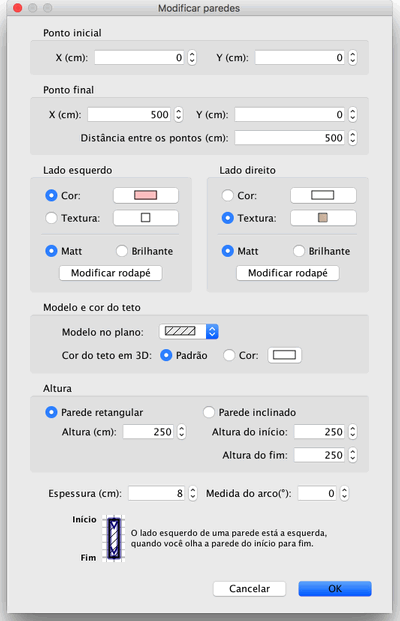 Modificar paredes
Ponto inicial
X (cm): 0 Y (cm): 0
Ponto final
X (cm): 500 Y (cm): 0
Distância entre os pontos (cm): 500
Lado esquerdo Lado direito
Cor: Cor:
Textura: Textura:
Matt Brilhante Matt Brilhante
Modificar rodapé Modificar rodapé
Modelo e cor do teto
Modelo no plano:
Cor do teto em 3D: Padrão Cor:
Altura
Parede retangular Parede inclinado
Altura (cm): 250 Altura do início: 250
Altura do fim: 250
Espessura (cm): 8 Medida do arco(°): 0
Início
O lado esquerdo de uma parede está a esquerda,
quando você olha a parede do início para fim.
Fim
Cancelar OK